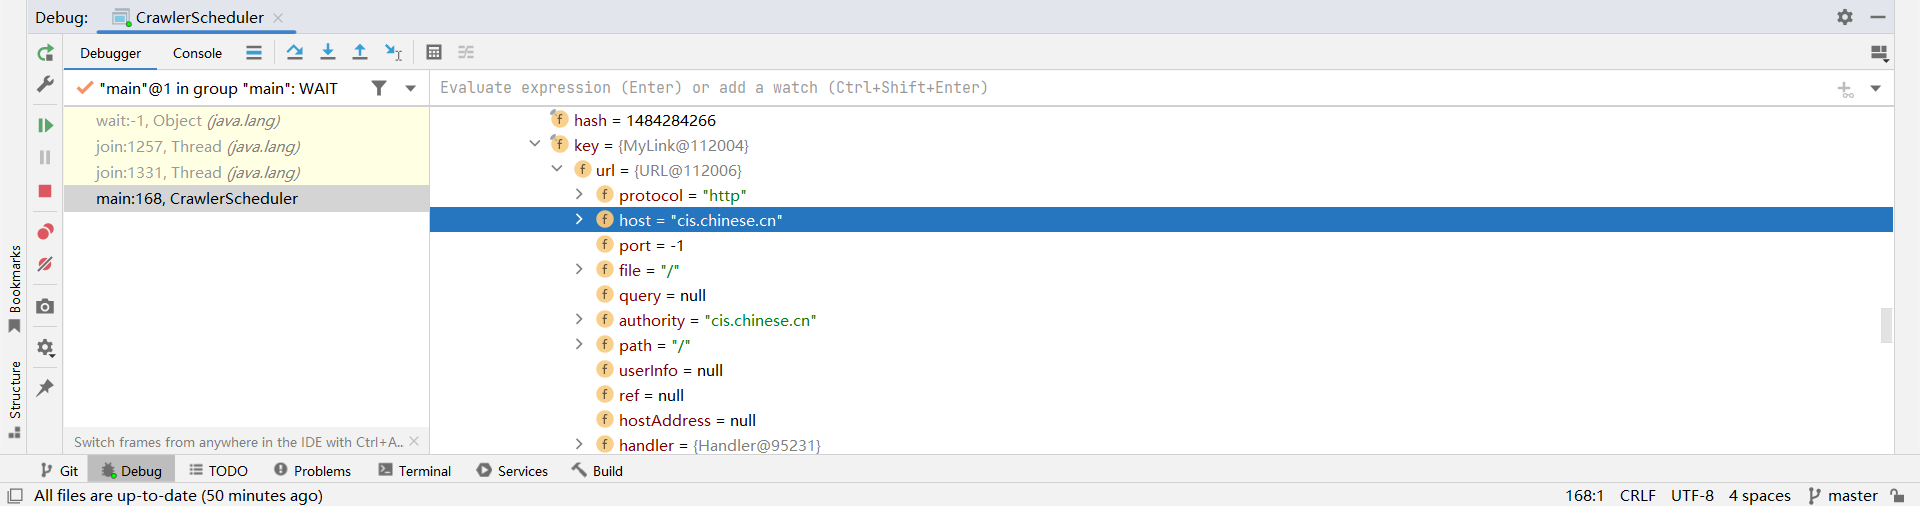 Debug: CrawlerScheduler
Debugger Console
"main"@1 in group "main": WAIT
Evaluate expression (Enter) or add a watch (Ctrl+Shift+Enter)
wait:-1, Object (java.lang)
join:1257, Thread (java.lang)
join:1331, Thread (java.lang)
main:168, CrawlerScheduler
f hash = 1484284266
f key = {MyLink@112004}
f url = {URL@112006}
f protocol = "http"
f host = "cis.chinese.cn"
f port = -1
f file = "/"
f query = null
f authority = "cis.chinese.cn"
f path = "/"
f userInfo = null
f ref = null
f hostAddress = null
f handler = {Handler@95231}
Bookmarks
Structure
Switch frames from anywhere in the IDE with Ctrl+A..
Git Debug TODO Problems Terminal Services Build
All files are up-to-date (50 minutes ago) 168:1 CRLF UTF-8 4 spaces master